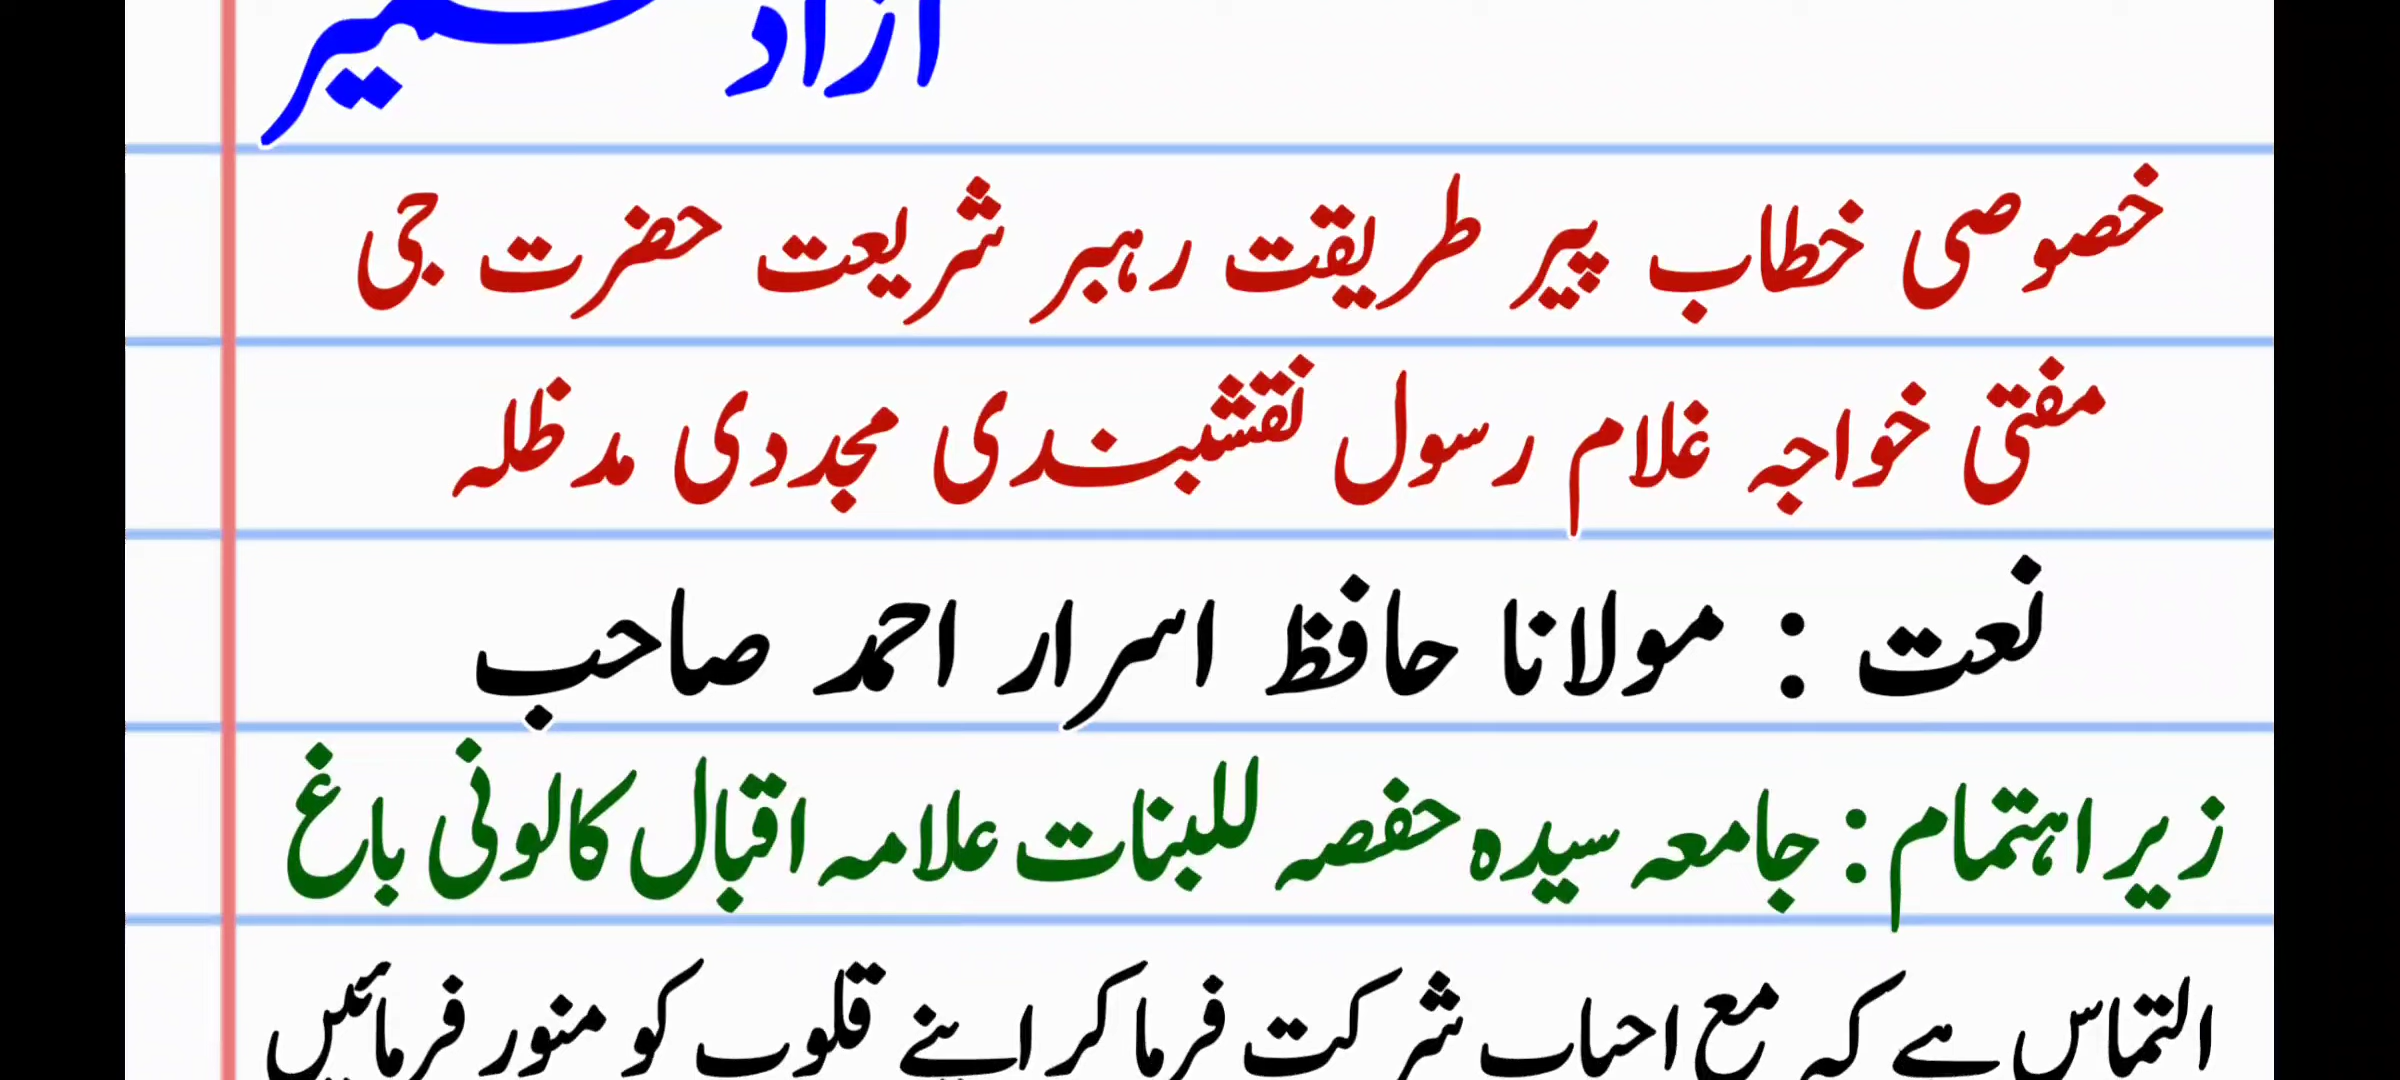 آزاد کشمیر
خصوصی خطاب پیر طریقت رہبر شریعت حضرت جی
مفتی خواجہ غلام رسول نقشبندی مجددی مدظلہ
نعت : مولانا حافظ اسرار احمد صاحب
زیر اہتمام : جامعہ سیدہ حفصہ للبنات علامہ اقبال کالونی باغ
التماس ہے کہ مع احباب شرکت فرما کر اپنے قلوب کو منور فرمائیں